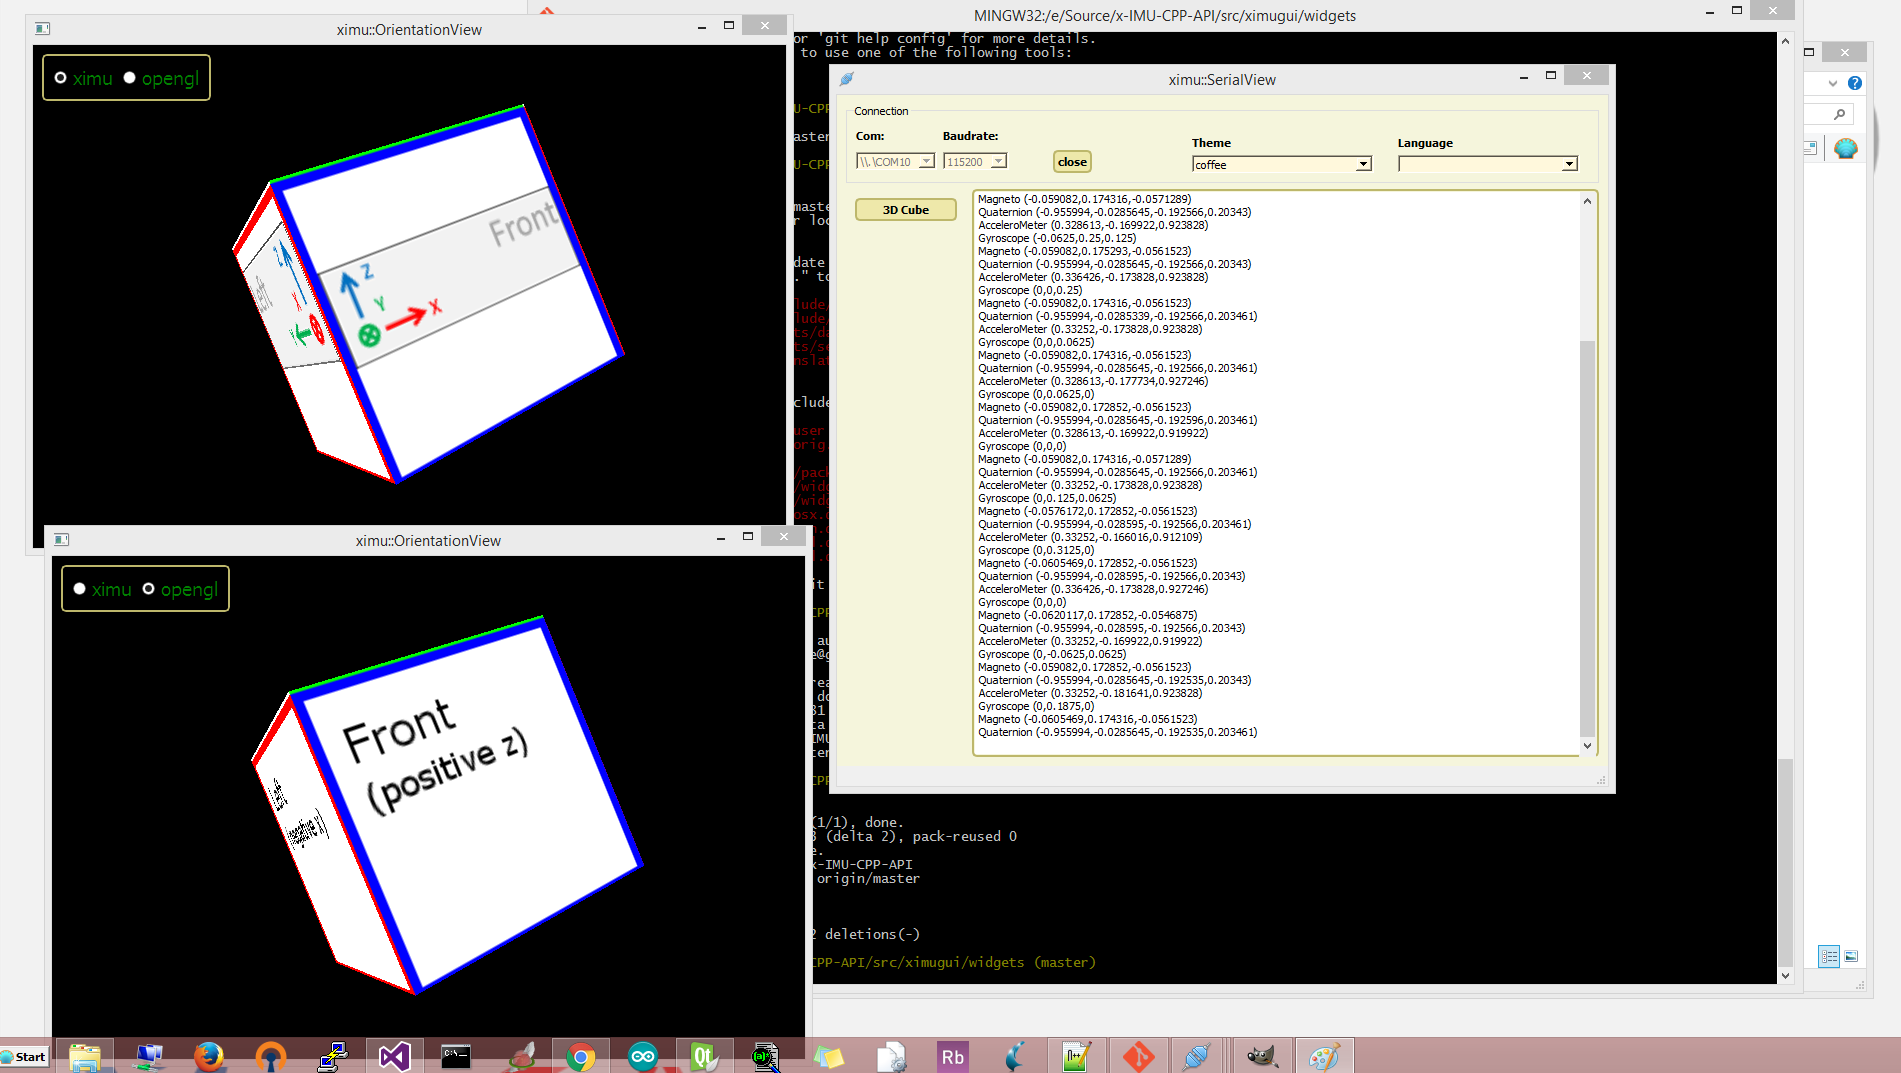 ximu::OrientationView
ximu opengl
Front
Z
Y
X
Left
Z
X
Y
ximu::OrientationView
ximu opengl
Front
(positive z)
Left
(negative x)
MINGW32:/e/Source/x-IMU-CPP-API/src/ximugui/widgets
or 'git help config' for more details.
to use one of the following tools:
ximu::SerialView
Connection
Com:
Baudrate:
Theme
Language
\\.\COM10
115200
close
coffee
3D Cube
Magneto (-0.059082,0.174316,-0.0571289)
Quaternion (-0.955994,-0.0285645,-0.192566,0.20343)
AcceleroMeter (0.328613,-0.169922,0.923828)
Gyroscope (-0.0625,0.25,0.125)
Magneto (-0.059082,0.175293,-0.0561523)
Quaternion (-0.955994,-0.0285645,-0.192566,0.20343)
AcceleroMeter (0.336426,-0.173828,0.923828)
Gyroscope (0,0,0.25)
Magneto (-0.059082,0.174316,-0.0561523)
Quaternion (-0.955994,-0.0285339,-0.192566,0.203461)
AcceleroMeter (0.33252,-0.173828,0.923828)
Gyroscope (0,0,0.0625)
Magneto (-0.059082,0.174316,-0.0561523)
Quaternion (-0.955994,-0.0285645,-0.192566,0.203461)
AcceleroMeter (0.328613,-0.177734,0.927246)
Gyroscope (0,0.0625,0)
Magneto (-0.059082,0.172852,-0.0561523)
Quaternion (-0.955994,-0.0285645,-0.192596,0.203461)
AcceleroMeter (0.328613,-0.169922,0.919922)
Gyroscope (0,0,0)
Magneto (-0.059082,0.174316,-0.0571289)
Quaternion (-0.955994,-0.0285645,-0.192566,0.203461)
AcceleroMeter (0.33252,-0.173828,0.923828)
Gyroscope (0,0.125,0.0625)
Magneto (-0.0576172,0.172852,-0.0561523)
Quaternion (-0.955994,-0.028595,-0.192566,0.203461)
AcceleroMeter (0.33252,-0.166016,0.912109)
Gyroscope (0,0.3125,0)
Magneto (-0.0605469,0.172852,-0.0561523)
Quaternion (-0.955994,-0.028595,-0.192566,0.20343)
AcceleroMeter (0.336426,-0.173828,0.927246)
Gyroscope (0,0,0)
Magneto (-0.0620117,0.172852,-0.0546875)
Quaternion (-0.955994,-0.028595,-0.192566,0.20343)
AcceleroMeter (0.33252,-0.169922,0.919922)
Gyroscope (0,-0.0625,0.0625)
Magneto (-0.059082,0.172852,-0.0561523)
Quaternion (-0.955994,-0.0285645,-0.192535,0.20343)
AcceleroMeter (0.33252,-0.181641,0.923828)
Gyroscope (0,0.1875,0)
Magneto (-0.0605469,0.174316,-0.0561523)
Quaternion (-0.955994,-0.0285645,-0.192535,0.203461)
(1/1), done.
3 (delta 2), pack-reused 0
e.
x-IMU-CPP-API
origin/master
2 deletions(-)
CPP-API/src/ximugui/widgets (master)
Start
Qt
Rb